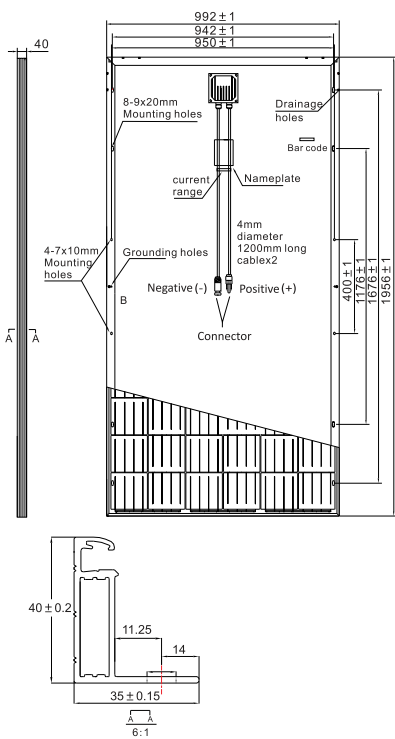 992±1
942±1
950±1
40
8-9x20mm
Mounting holes
Drainage
holes
Bar code
current
range
Nameplate
4mm
diameter
1200mm long
cablex2
4-7x10mm
Mounting
holes
Grounding holes
B
Negative(-)
Positive(+)
Connector
400±1
1176±1
1676±1
1956±1
A
A
40±0.2
11.25
14
35±0.15
A
A
6:1